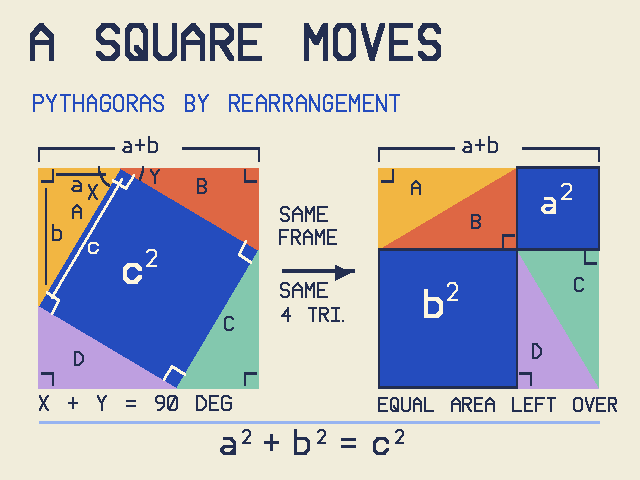 A SQUARE MOVES
PYTHAGORAS BY REARRANGEMENT
a+b
a+b
a X Y B
A
b
c
c²
C
D
X + Y = 90 DEG
SAME
FRAME
SAME
4 TRI.
A
B
a²
b²
C
D
EQUAL AREA LEFT OVER
a² + b² = c²